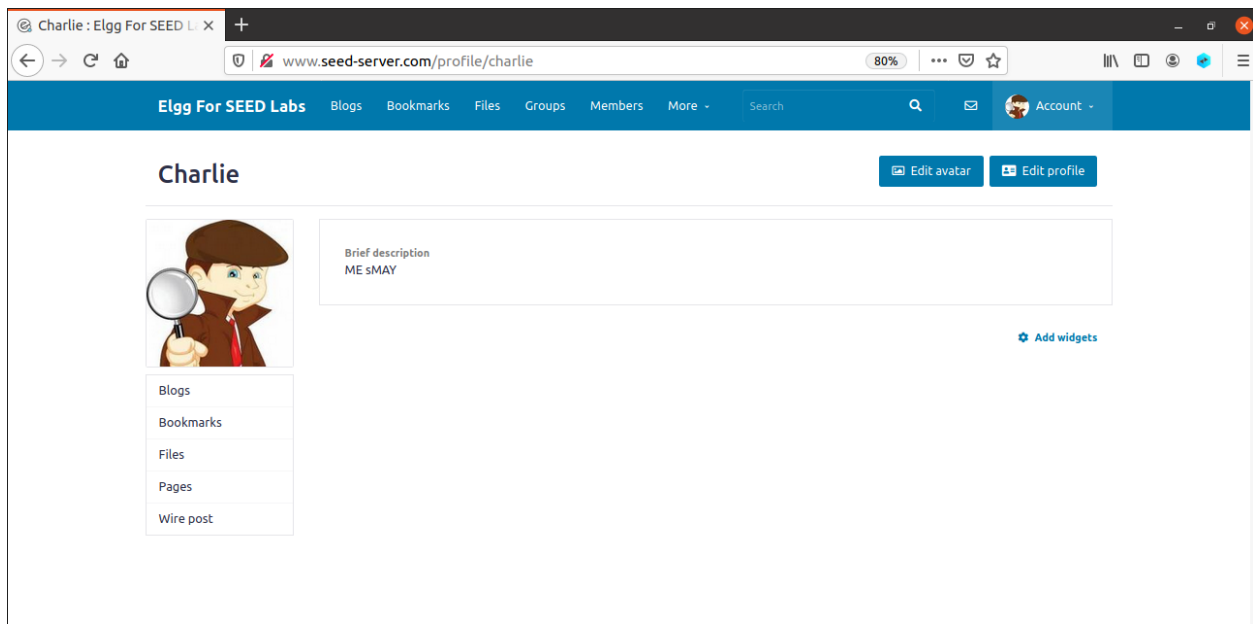 Charlie : Elgg For SEED L
www.seed-server.com/profile/charlie
80%
Elgg For SEED Labs Blogs Bookmarks Files Groups Members More Search Account
Charlie
Edit avatar Edit profile
Brief description
ME sMAY
Add widgets
Blogs
Bookmarks
Files
Pages
Wire post